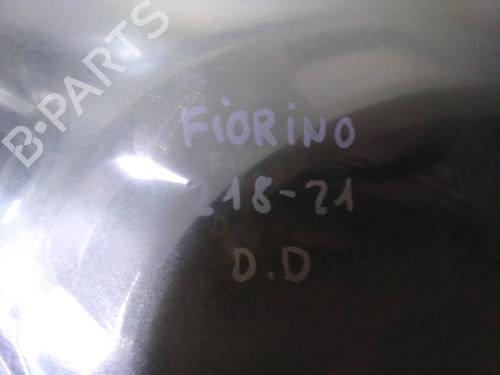 B-PARTS
FiORiNO
218-21
D.D